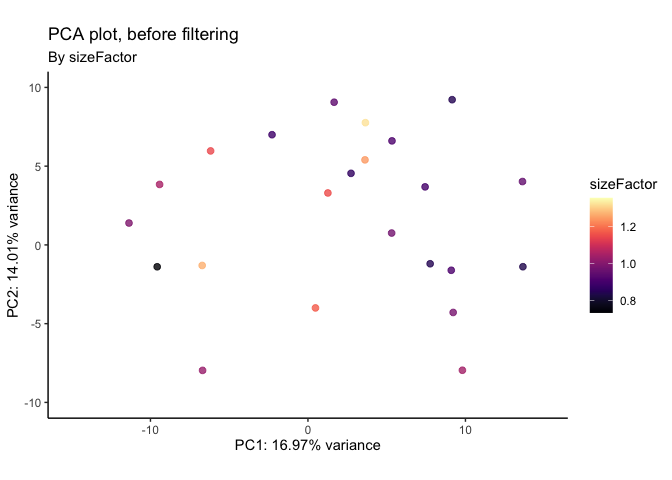 PCA plot, before filtering
By sizeFactor
10
5
0
-5
-10
PC2: 14.01% variance
-10
0
10
PC1: 16.97% variance
sizeFactor
1.2
1.0
0.8